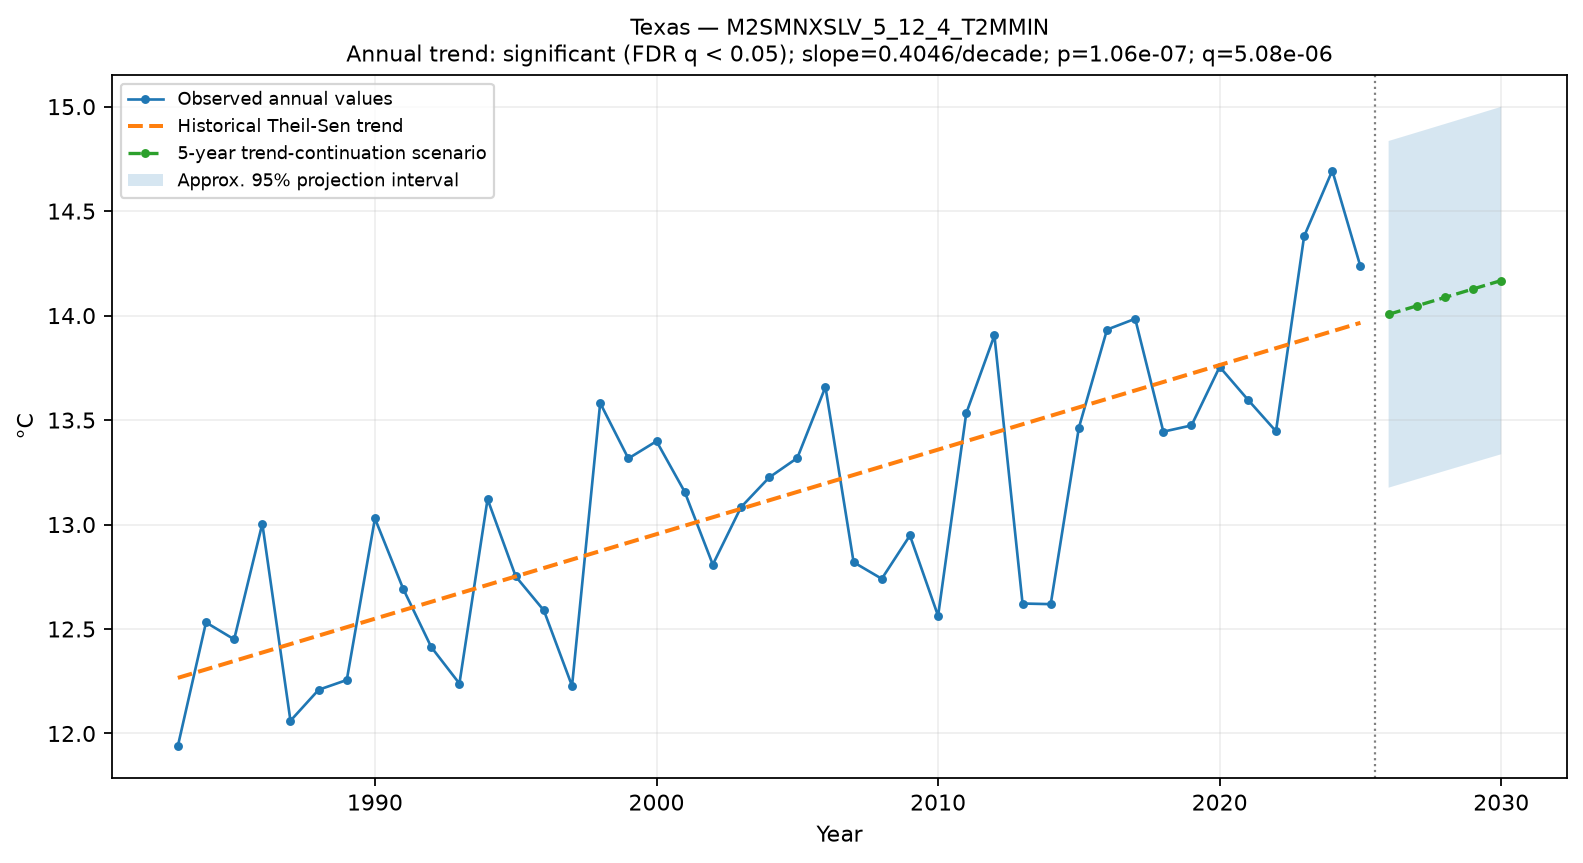 Texas — M2SMNXSLV_5_12_4_T2MMIN
Annual trend: significant (FDR q < 0.05); slope=0.4046/decade; p=1.06e-07; q=5.08e-06
Observed annual values
Historical Theil-Sen trend
5-year trend-continuation scenario
Approx. 95% projection interval
15.0
14.5
14.0
13.5
13.0
12.5
12.0
°C
1990 2000 2010 2020 2030
Year